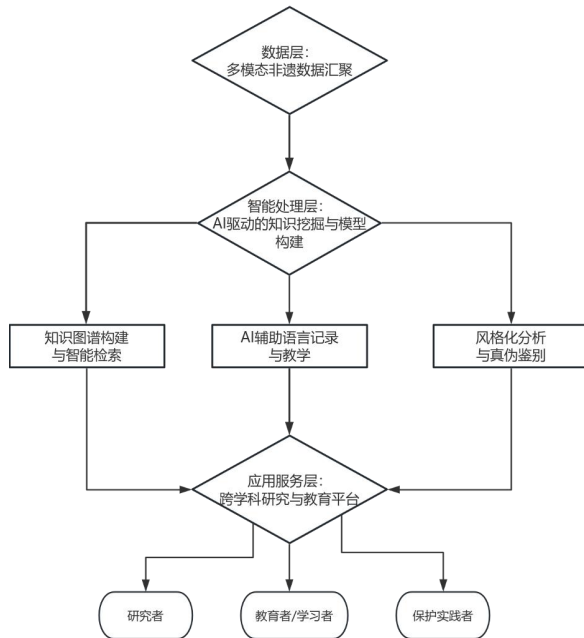 数据层：
多模态非遗数据汇聚
智能处理层：
AI驱动的知识挖掘与模型
构建
知识图谱构建
与智能检索
AI辅助语言记录
与教学
风格化分析
与真伪鉴别
应用服务层：
跨学科研究与教育平台
研究者
教育者/学习者
保护实践者